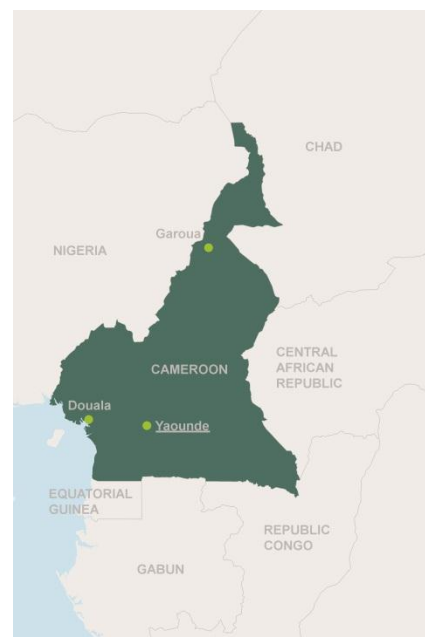 CHAD
Garoua
NIGERIA
CENTRAL
AFRICAN
REPUBLIC
CAMEROON
Douala
Yaounde
EQUATORIAL
GUINEA
REPUBLIC
CONGO
GABUN